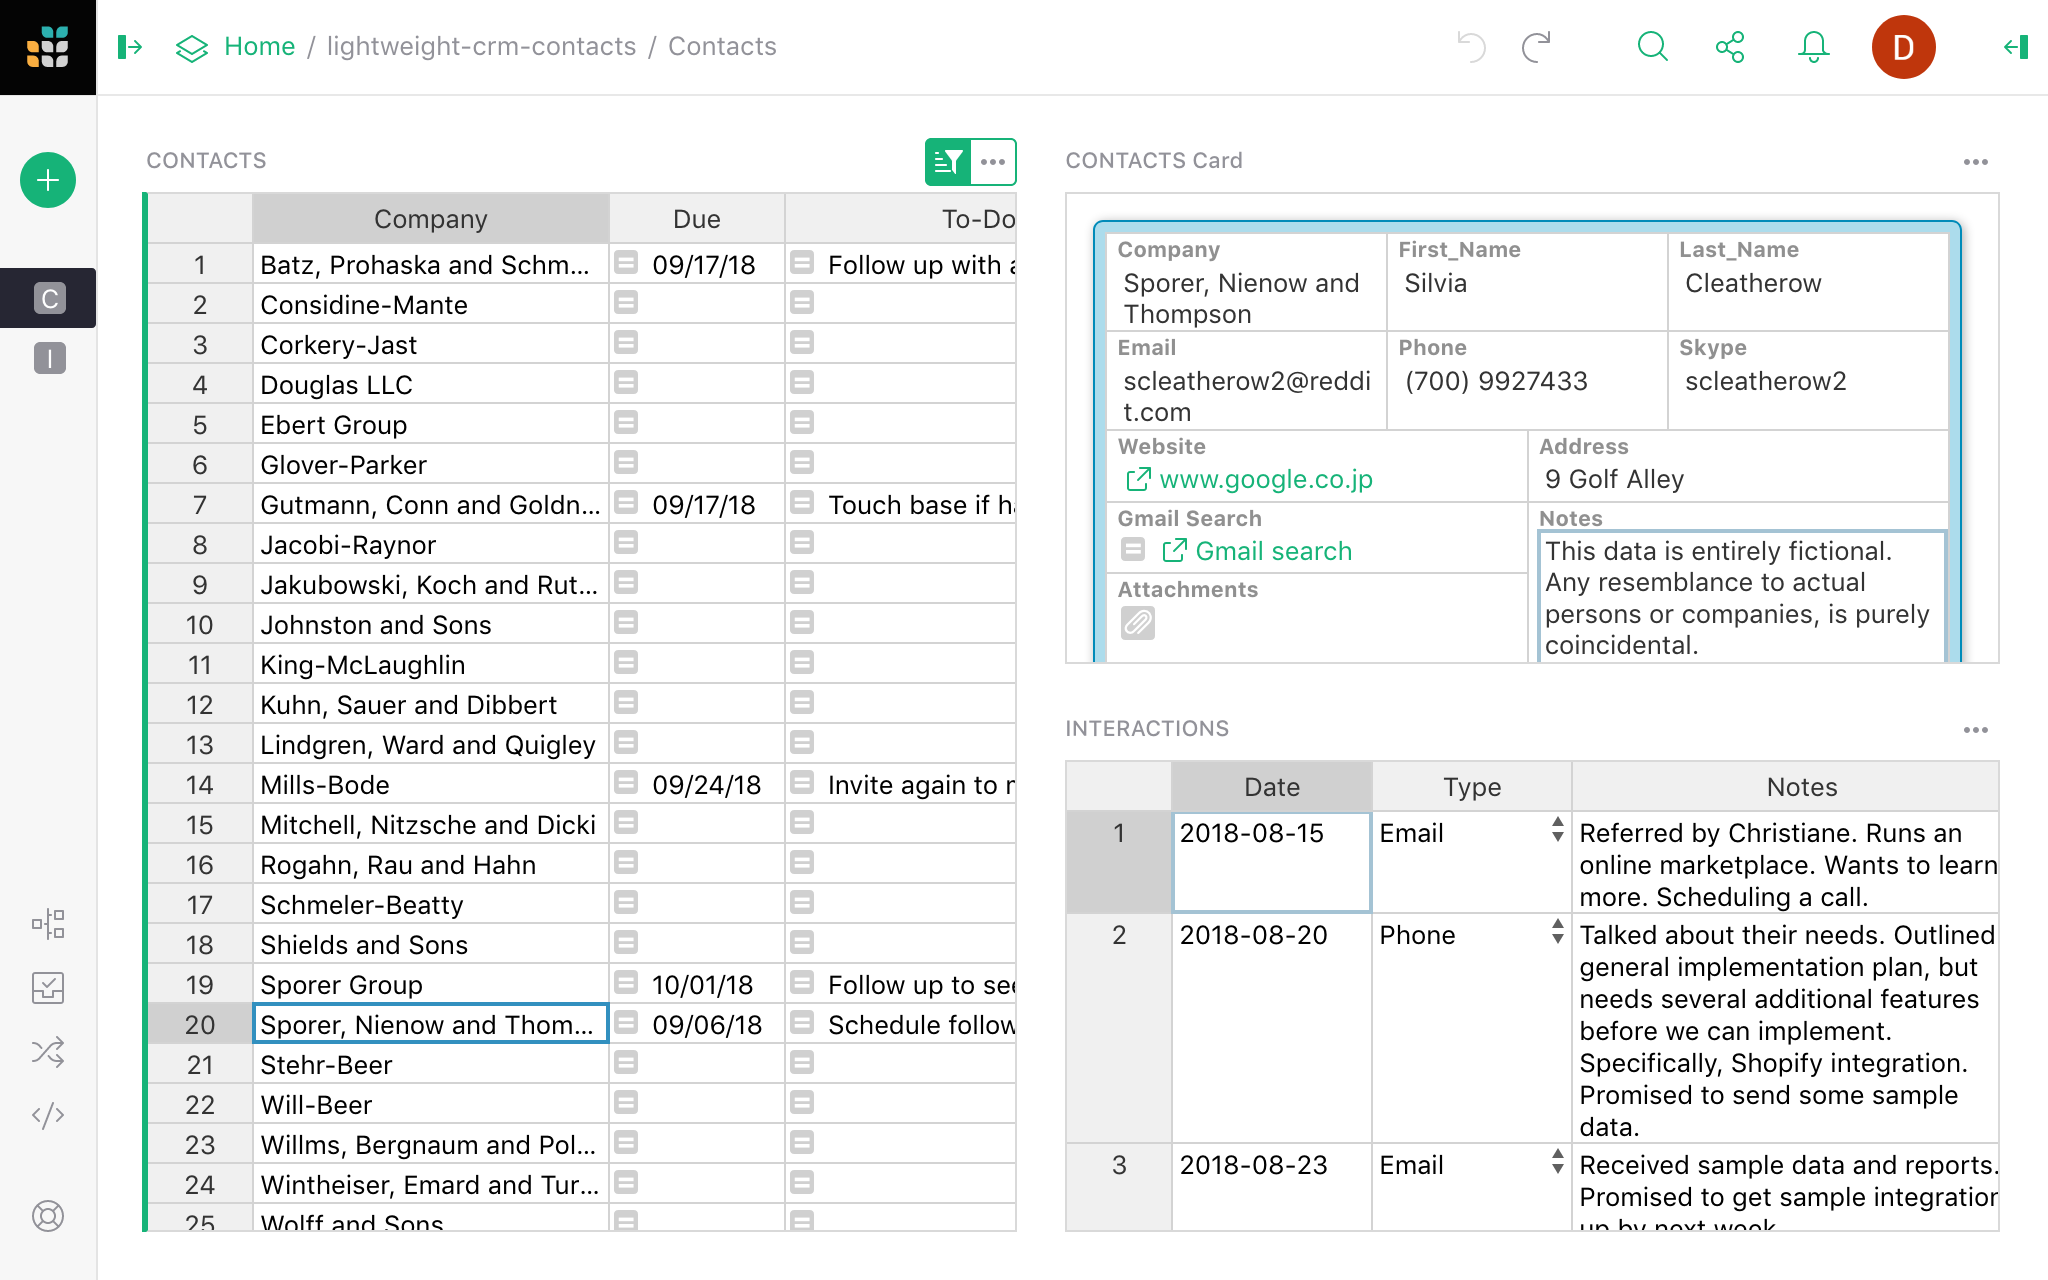 Home / lightweight-crm-contacts / Contacts
D
C
I
CONTACTS
Company Due To-Do
1 Batz, Prohaska and Schm... 09/17/18 Follow up with a
2 Considine-Mante
3 Corkery-Jast
4 Douglas LLC
5 Ebert Group
6 Glover-Parker
7 Gutmann, Conn and Goldn... 09/17/18 Touch base if ha
8 Jacobi-Raynor
9 Jakubowski, Koch and Rut...
10 Johnston and Sons
11 King-McLaughlin
12 Kuhn, Sauer and Dibbert
13 Lindgren, Ward and Quigley
14 Mills-Bode 09/24/18 Invite again to m
15 Mitchell, Nitzsche and Dicki
16 Rogahn, Rau and Hahn
17 Schmeler-Beatty
18 Shields and Sons
19 Sporer Group 10/01/18 Follow up to see
20 Sporer, Nienow and Thom... 09/06/18 Schedule follow
21 Stehr-Beer
22 Will-Beer
23 Willms, Bergnaum and Pol...
24 Wintheiser, Emard and Tur...
25 Wolff and Sons
CONTACTS Card
Company First_Name Last_Name
Sporer, Nienow and Silvia Cleatherow
Thompson
Email Phone Skype
scleatherow2@reddi (700) 9927433 scleatherow2
t.com
Website Address
www.google.co.jp 9 Golf Alley
Gmail Search Notes
Gmail search This data is entirely fictional.
Any resemblance to actual
Attachments
persons or companies, is purely
coincidental.
INTERACTIONS
Date Type Notes
1 2018-08-15 Email Referred by Christiane. Runs an
online marketplace. Wants to learn
more. Scheduling a call.
2 2018-08-20 Phone Talked about their needs. Outlined
general implementation plan, but
needs several additional features
before we can implement.
Specifically, Shopify integration.
Promised to send some sample
data.
3 2018-08-23 Email Received sample data and reports.
Promised to get sample integration
up by next week